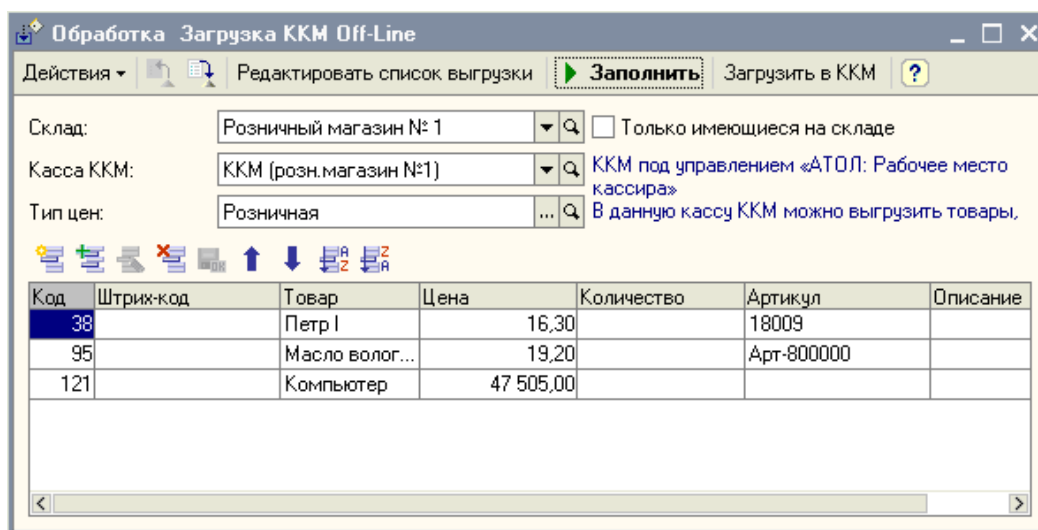 Обработка Загрузка ККМ Off-Line
Действия Редактировать список выгрузки Заполнить Загрузить в ККМ ?
Склад: Розничный магазин № 1 Только имеющиеся на складе
Касса ККМ: ККМ (розн.магазин №1) ККМ под управлением «АТОЛ: Рабочее место
кассира»
Тип цен: Розничная ... В данную кассу ККМ можно выгрузить товары,
Код Штрих-код Товар Цена Количество Артикул Описание
38 Петр I 16,30 18009
95 Масло волог... 19,20 Арт-800000
121 Компьютер 47 505,00